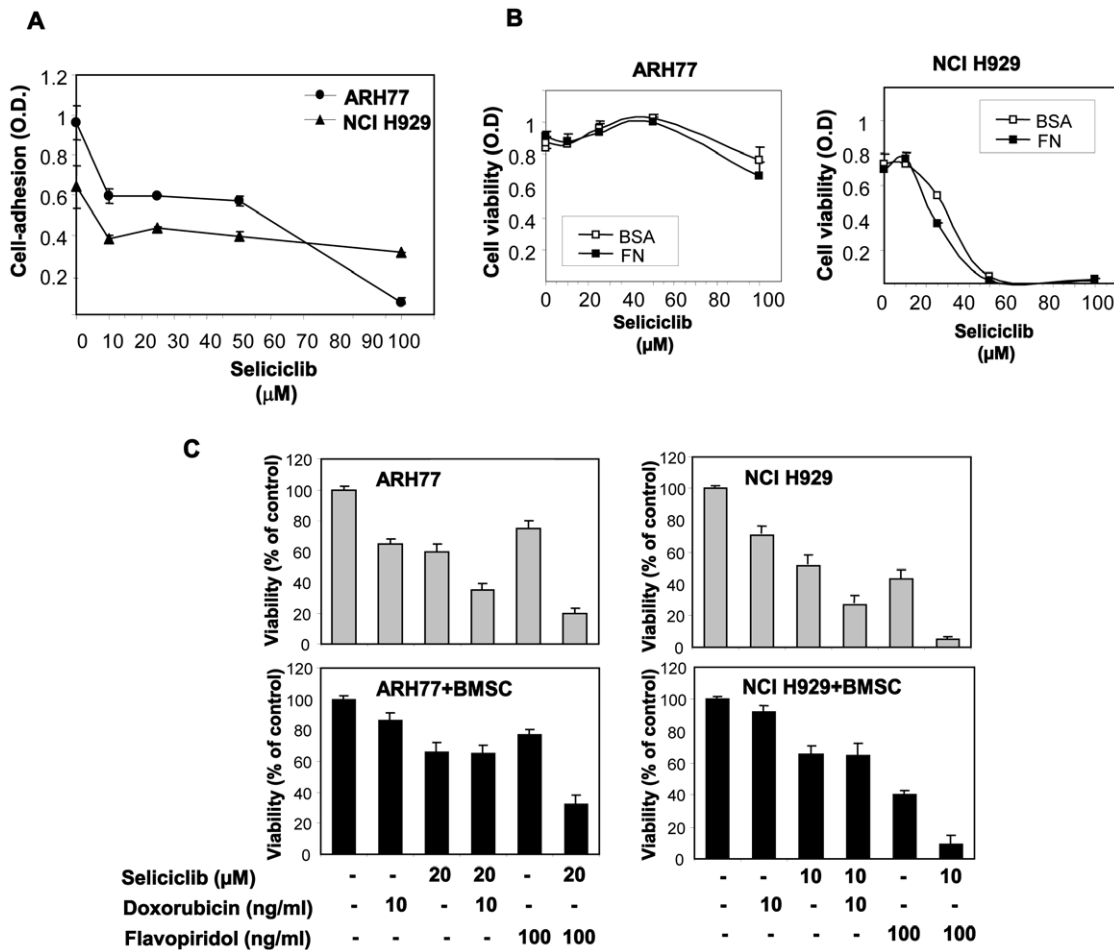 A
Cell-adhesion (O.D.)
1.2
1
0.8
0.6
0.4
0.2
ARH77
NCI H929
0 10 20 30 40 50 60 70 80 90 100
Seliciclib
(μM)
B
ARH77
Cell viability (O.D)
1
0.8
0.6
0.4
0.2
BSA
FN
0 20 40 60 80 100
Seliciclib
(μM)
NCI H929
Cell viability (O.D)
1
0.8
0.6
0.4
0.2
BSA
FN
0 20 40 60 80 100
Seliciclib
(μM)
C
ARH77
Viability (% of control)
120
100
80
60
40
20
0
NCI H929
Viability (% of control)
120
100
80
60
40
20
0
ARH77+BMSC
Viability (% of control)
120
100
80
60
40
20
0
NCI H929+BMSC
Viability (% of control)
120
100
80
60
40
20
0
Seliciclib (μM) - - 20 20 - 20 - - 10 10 - 10
Doxorubicin (ng/ml) - 10 - 10 - - - 10 - 10 - -
Flavopiridol (ng/ml) - - - - 100 100 - - - - 100 100